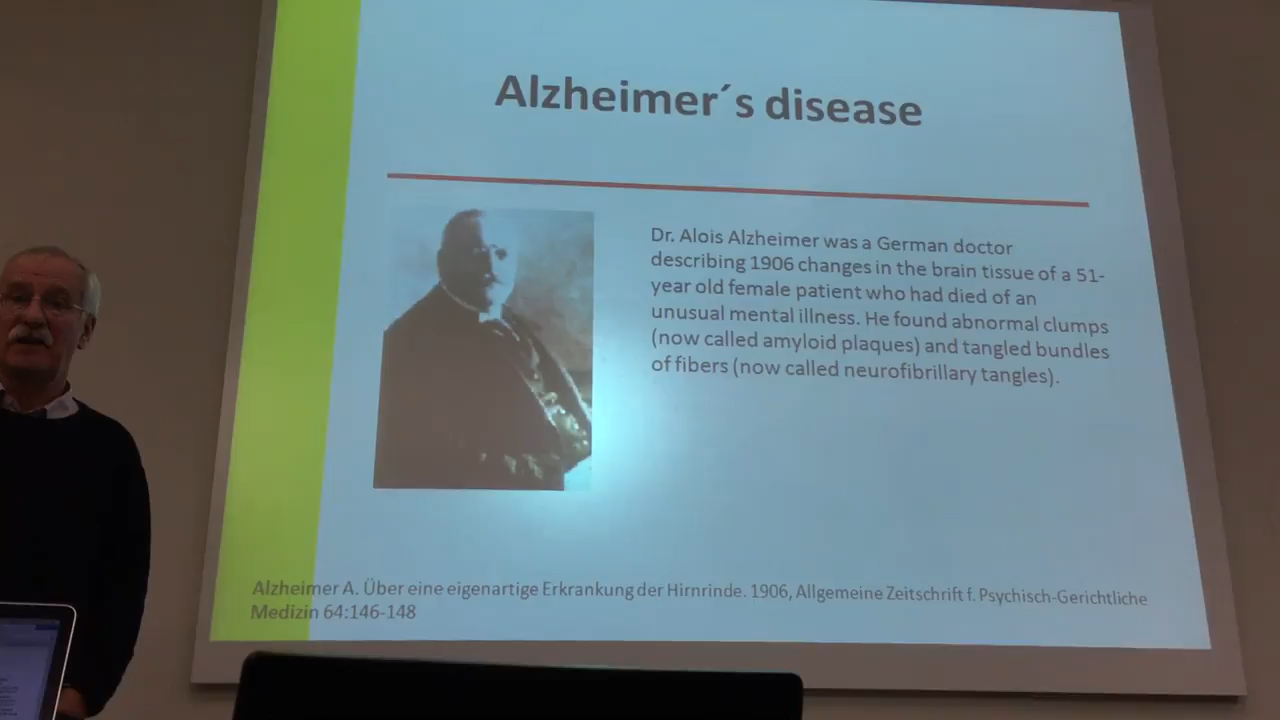 Alzheimer´s disease
Dr. Alois Alzheimer was a German doctor
describing 1906 changes in the brain tissue of a 51-
year old female patient who had died of an
unusual mental illness. He found abnormal clumps
(now called amyloid plaques) and tangled bundles
of fibers (now called neurofibrillary tangles).
Alzheimer A. Über eine eigenartige Erkrankung der Hirnrinde. 1906, Allgemeine Zeitschrift f. Psychisch-Gerichtliche
Medizin 64:146-148